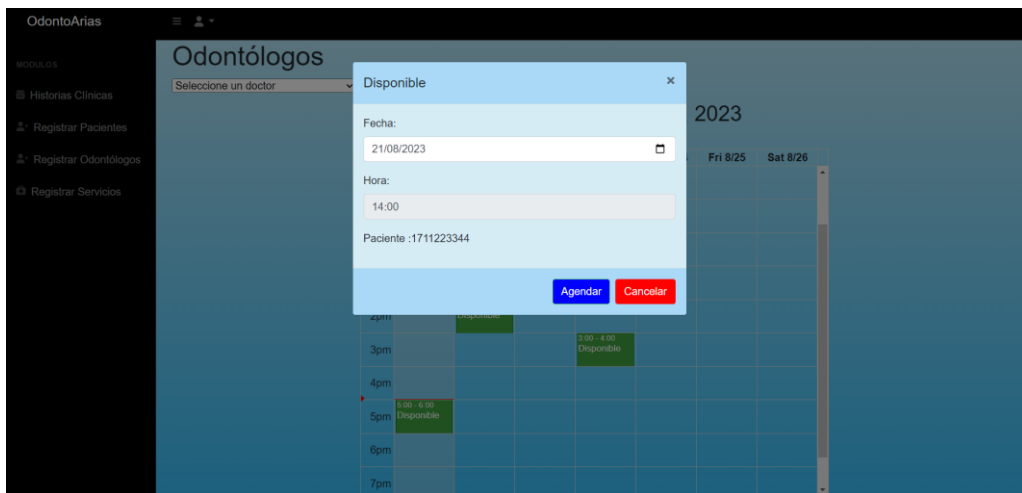 OdontoArias
MODULOS
Historias Clínicas
Registrar Pacientes
Registrar Odontólogos
Registrar Servicios
Odontólogos
Seleccione un doctor
Disponible ×
Fecha:
21/08/2023
Hora:
14:00
Paciente :1711223344
Agendar Cancelar
2023
Fri 8/25 Sat 8/26
2pm Disponible
3:00 - 4:00
3pm Disponible
4pm
5:00 - 6:00
5pm Disponible
6pm
7pm